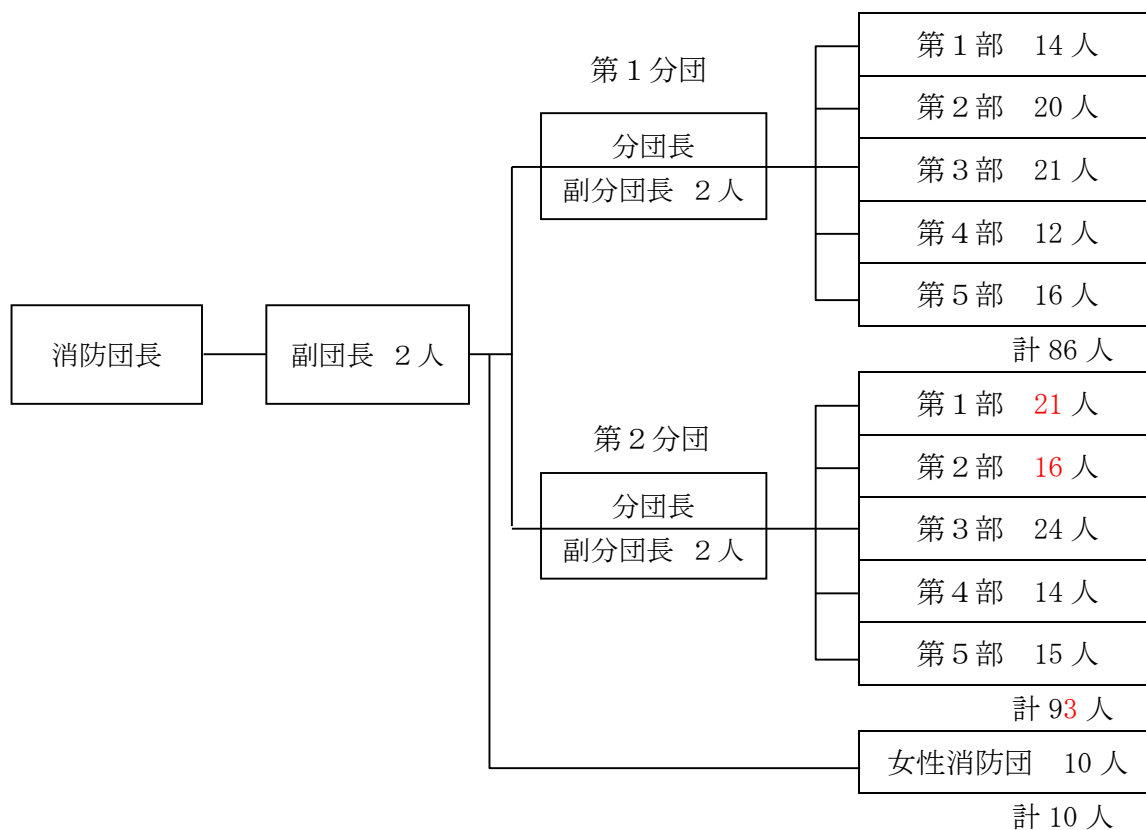 消防団長
副団長 ２人
第１分団
分団長
副分団長 ２人
第１部 14 人
第２部 20 人
第３部 21 人
第４部 12 人
第５部 16 人
計 86 人
第２分団
分団長
副分団長 ２人
第１部 21 人
第２部 16 人
第３部 24 人
第４部 14 人
第５部 15 人
計 93 人
女性消防団 10 人
計 10 人